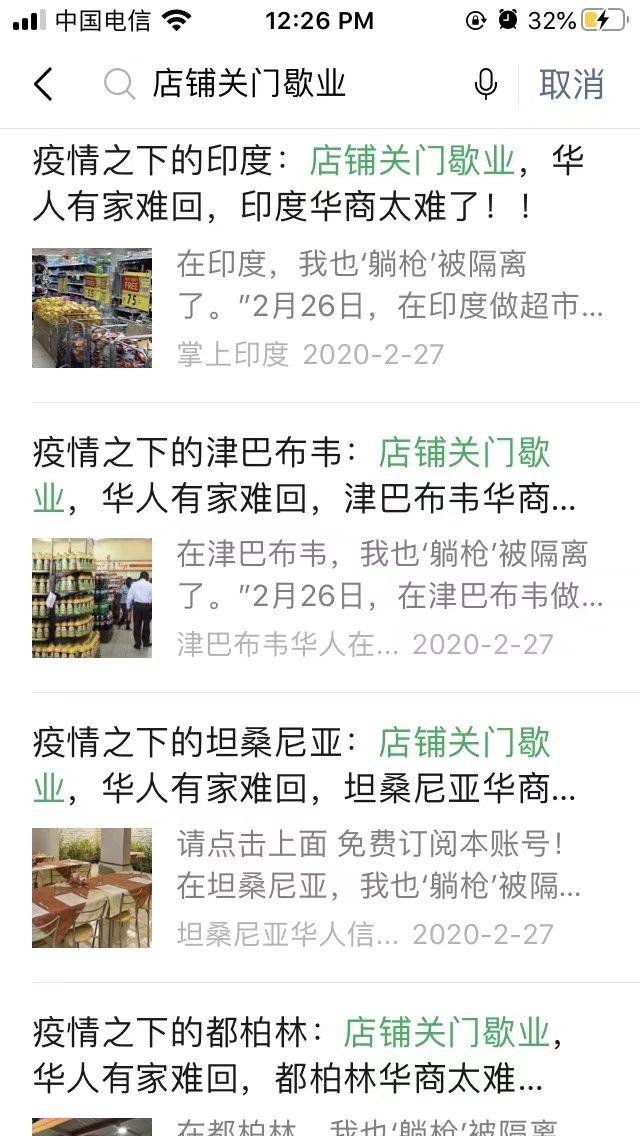 中国电信 12:26 PM 32%
店铺关门歇业 取消
疫情之下的印度：店铺关门歇业，华
人有家难回，印度华商太难了！！
在印度，我也‘躺枪’被隔离
了。”2月26日，在印度做超市...
掌上印度 2020-2-27
疫情之下的津巴布韦：店铺关门歇
业，华人有家难回，津巴布韦华商...
在津巴布韦，我也‘躺枪’被隔离
了。”2月26日，在津巴布韦做...
津巴布韦华人在... 2020-2-27
疫情之下的坦桑尼亚：店铺关门歇
业，华人有家难回，坦桑尼亚华商...
请点击上面 免费订阅本账号！
在坦桑尼亚，我也‘躺枪’被隔...
坦桑尼亚华人信... 2020-2-27
疫情之下的都柏林：店铺关门歇业，
华人有家难回，都柏林华商太难...
在都柏林，我也‘躺枪’被隔离